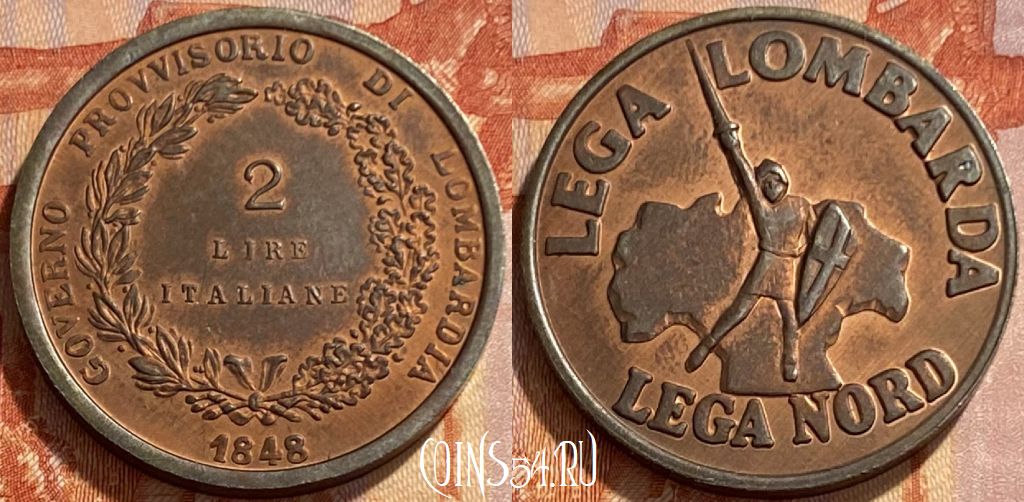 GOVERNO PROVVISORIO DI LOMBARDIA
2
LIRE
ITALIANE
1848
LEGA LOMBARDA
LEGA NORD
COINS54.RU